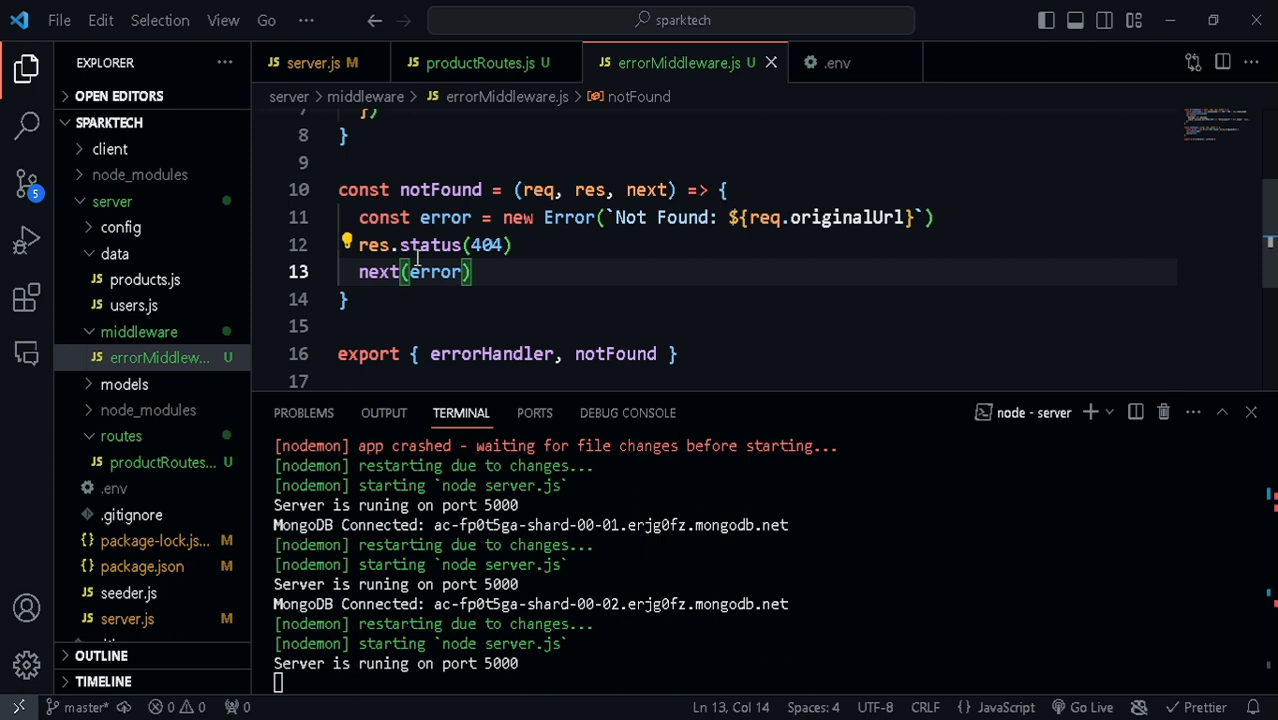 File Edit Selection View Go ··· sparktech
EXPLORER ···
OPEN EDITORS
SPARKTECH
client
node_modules
server
config
data
JS products.js
JS users.js
middleware
JS errorMiddlew... U
models
node_modules
routes
JS productRoutes... U
.env
.gitignore
{} package-lock.js... M
{} package.json M
JS seeder.js
JS server.js M
OUTLINE
TIMELINE
5
JS server.js M
JS productRoutes.js U
JS errorMiddleware.js U
.env
server > middleware > JS errorMiddleware.js > notFound
7 })
8 }
9
10 const notFound = (req, res, next) => {
11 const error = new Error(`Not Found: ${req.originalUrl}`)
12 res.status(404)
13 next(error)
14 }
15
16 export { errorHandler, notFound }
17
PROBLEMS OUTPUT TERMINAL PORTS DEBUG CONSOLE node - server
[nodemon] app crashed - waiting for file changes before starting...
[nodemon] restarting due to changes...
[nodemon] starting `node server.js`
Server is runing on port 5000
MongoDB Connected: ac-fp0t5ga-shard-00-01.erjg0fz.mongodb.net
[nodemon] restarting due to changes...
[nodemon] starting `node server.js`
Server is runing on port 5000
MongoDB Connected: ac-fp0t5ga-shard-00-02.erjg0fz.mongodb.net
[nodemon] restarting due to changes...
[nodemon] starting `node server.js`
Server is runing on port 5000
master* 0 0 0 Ln 13, Col 14 Spaces: 4 UTF-8 CRLF {} JavaScript Go Live Prettier